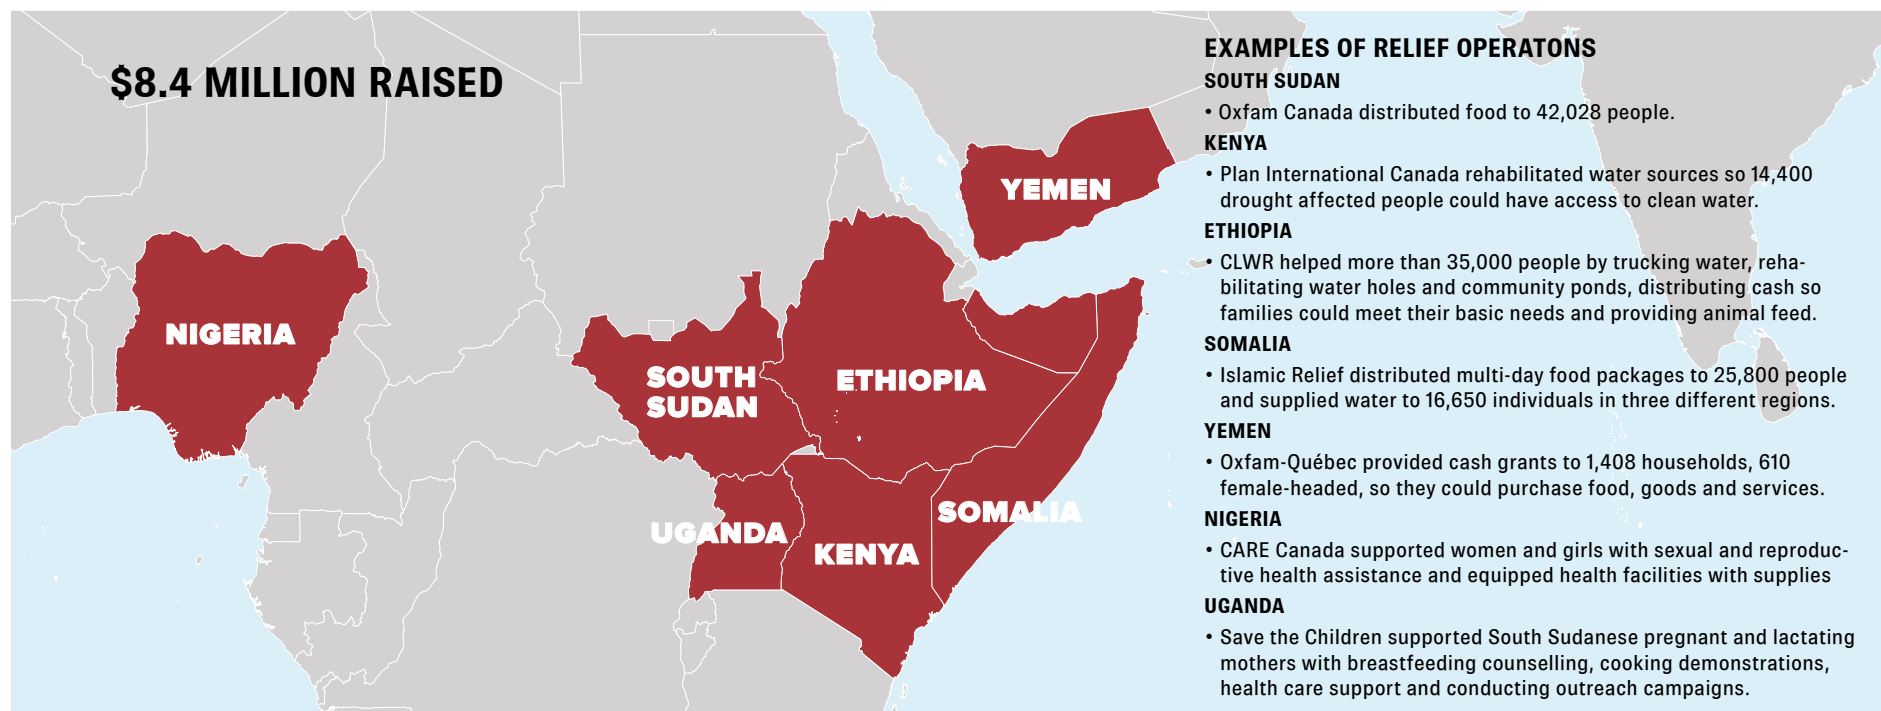 $8.4 MILLION RAISED
NIGERIA
SOUTH
SUDAN
ETHIOPIA
YEMEN
UGANDA
KENYA
SOMALIA
EXAMPLES OF RELIEF OPERATONS
SOUTH SUDAN
• Oxfam Canada distributed food to 42,028 people.
KENYA
• Plan International Canada rehabilitated water sources so 14,400
drought affected people could have access to clean water.
ETHIOPIA
• CLWR helped more than 35,000 people by trucking water, reha-
bilitating water holes and community ponds, distributing cash so
families could meet their basic needs and providing animal feed.
SOMALIA
• Islamic Relief distributed multi-day food packages to 25,800 people
and supplied water to 16,650 individuals in three different regions.
YEMEN
• Oxfam-Québec provided cash grants to 1,408 households, 610
female-headed, so they could purchase food, goods and services.
NIGERIA
• CARE Canada supported women and girls with sexual and reproduc-
tive health assistance and equipped health facilities with supplies
UGANDA
• Save the Children supported South Sudanese pregnant and lactating
mothers with breastfeeding counselling, cooking demonstrations,
health care support and conducting outreach campaigns.